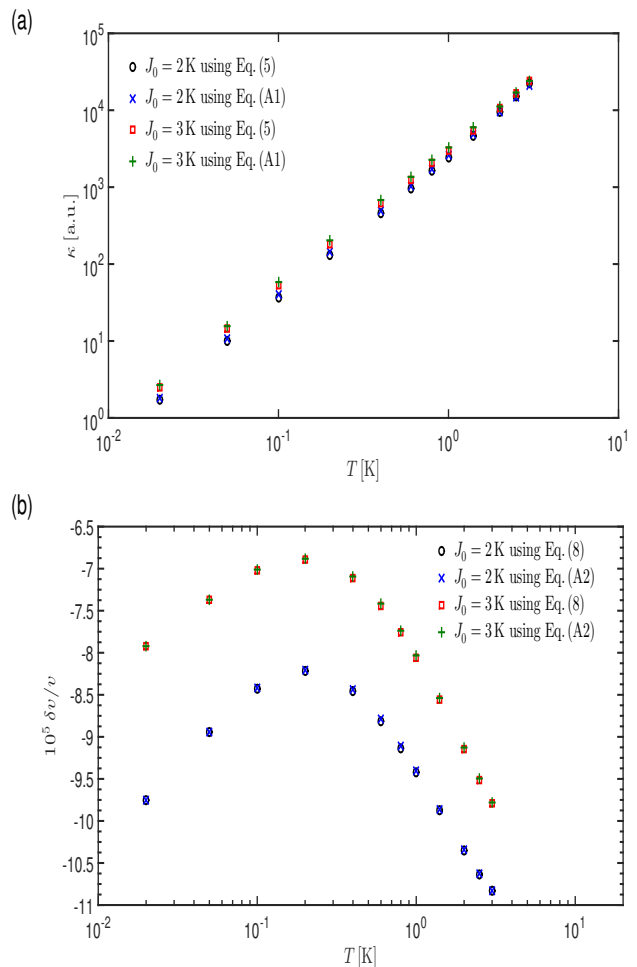 (a)
10^5
10^4
10^3
10^2
10^1
10^0
κ [a.u.]
J_0 = 2 K using Eq. (5)
J_0 = 2 K using Eq. (A1)
J_0 = 3 K using Eq. (5)
J_0 = 3 K using Eq. (A1)
10^-2 10^-1 10^0 10^1
T [K]
(b)
-6.5
-7
-7.5
-8
-8.5
-9
-9.5
-10
-10.5
-11
10^5 δv/v
J_0 = 2 K using Eq. (8)
J_0 = 2 K using Eq. (A2)
J_0 = 3 K using Eq. (8)
J_0 = 3 K using Eq. (A2)
10^-2 10^-1 10^0 10^1
T [K]